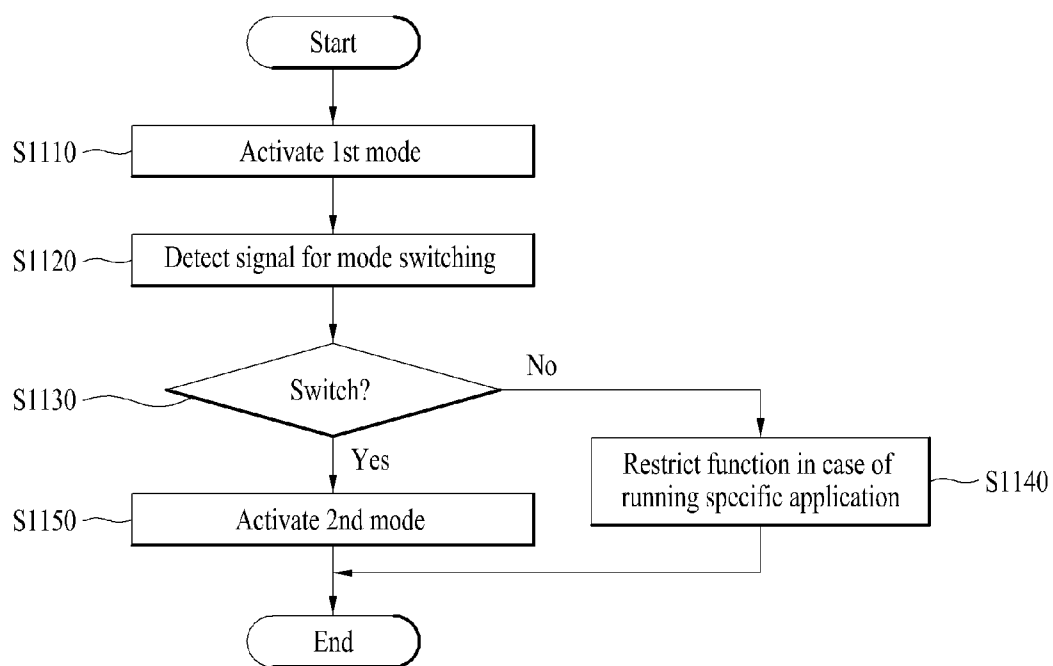 Start
S1110
Activate 1st mode
S1120
Detect signal for mode switching
S1130
Switch?
No
Yes
Restrict function in case of
running specific application
S1140
S1150
Activate 2nd mode
End